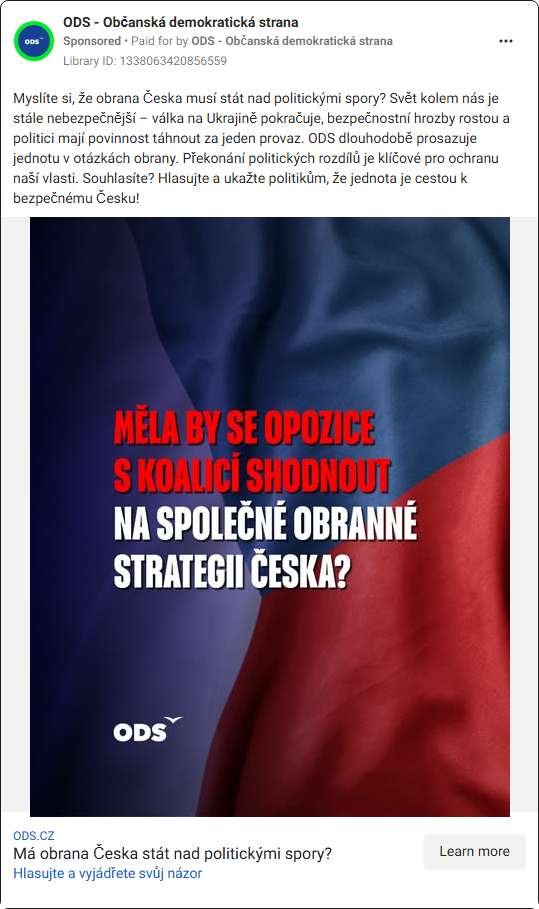 ODS - Občanská demokratická strana
Sponsored • Paid for by ODS - Občanská demokratická strana
Library ID: 1338063420856559
Myslíte si, že obrana Česka musí stát nad politickými spory? Svět kolem nás je
stále nebezpečnější – válka na Ukrajině pokračuje, bezpečnostní hrozby rostou a
politici mají povinnost táhnout za jeden provaz. ODS dlouhodobě prosazuje
jednotu v otázkách obrany. Překonání politických rozdílů je klíčové pro ochranu
naší vlasti. Souhlasíte? Hlasujte a ukažte politikům, že jednota je cestou k
bezpečnému Česku!
MĚLA BY SE OPOZICE
S KOALICÍ SHODNOUT
NA SPOLEČNÉ OBRANNÉ
STRATEGII ČESKA?
ODS
ODS.CZ
Má obrana Česka stát nad politickými spory?
Hlasujte a vyjádřete svůj názor
Learn more